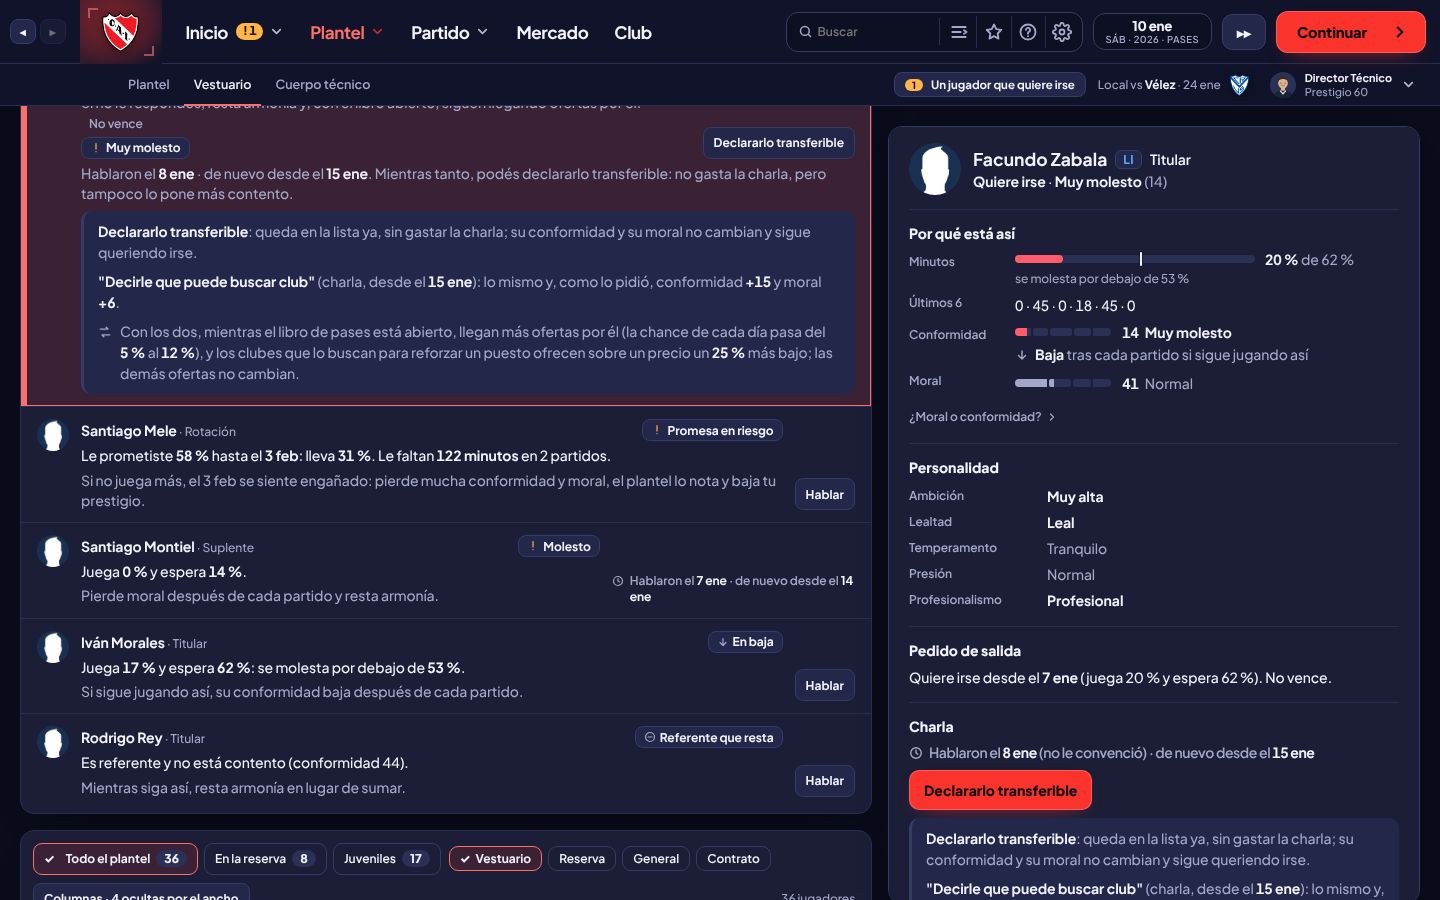 Inicio !1
Plantel
Partido
Mercado
Club
Buscar
10 ene
SÁB · 2026 · PASES
Continuar
Plantel
Vestuario
Cuerpo técnico
1 Un jugador que quiere irse
Local vs Vélez · 24 ene
Director Técnico
Prestigio 60
No vence
! Muy molesto
Declararlo transferible
Hablaron el 8 ene · de nuevo desde el 15 ene. Mientras tanto, podés declararlo transferible: no gasta la charla, pero
tampoco lo pone más contento.
Declararlo transferible: queda en la lista ya, sin gastar la charla; su conformidad y su moral no cambian y sigue
queriendo irse.
"Decirle que puede buscar club" (charla, desde el 15 ene): lo mismo y, como lo pidió, conformidad +15 y moral
+6.
Con los dos, mientras el libro de pases está abierto, llegan más ofertas por él (la chance de cada día pasa del
5 % al 12 %), y los clubes que lo buscan para reforzar un puesto ofrecen sobre un precio un 25 % más bajo; las
demás ofertas no cambian.
Santiago Mele · Rotación
! Promesa en riesgo
Le prometiste 58 % hasta el 3 feb: lleva 31 %. Le faltan 122 minutos en 2 partidos.
Si no juega más, el 3 feb se siente engañado: pierde mucha conformidad y moral, el plantel lo nota y baja tu
prestigio.
Hablar
Santiago Montiel · Suplente
! Molesto
Juega 0 % y espera 14 %.
Pierde moral después de cada partido y resta armonía.
Hablaron el 7 ene · de nuevo desde el 14
ene
Iván Morales · Titular
En baja
Juega 17 % y espera 62 %: se molesta por debajo de 53 %.
Si sigue jugando así, su conformidad baja después de cada partido.
Hablar
Rodrigo Rey · Titular
Referente que resta
Es referente y no está contento (conformidad 44).
Mientras siga así, resta armonía en lugar de sumar.
Hablar
Todo el plantel 36
En la reserva 8
Juveniles 17
Vestuario
Reserva
General
Contrato
Columnas · 4 ocultas por el ancho
36 jugadores
Facundo Zabala LI Titular
Quiere irse · Muy molesto (14)
Por qué está así
Minutos
20 % de 62 %
se molesta por debajo de 53 %
Últimos 6
0 · 45 · 0 · 18 · 45 · 0
Conformidad
14 Muy molesto
Baja tras cada partido si sigue jugando así
Moral
41 Normal
¿Moral o conformidad?
Personalidad
Ambición
Muy alta
Lealtad
Leal
Temperamento
Tranquilo
Presión
Normal
Profesionalismo
Profesional
Pedido de salida
Quiere irse desde el 7 ene (juega 20 % y espera 62 %). No vence.
Charla
Hablaron el 8 ene (no le convenció) · de nuevo desde el 15 ene
Declararlo transferible
Declararlo transferible: queda en la lista ya, sin gastar la charla; su
conformidad y su moral no cambian y sigue queriendo irse.
"Decirle que puede buscar club" (charla, desde el 15 ene): lo mismo y,